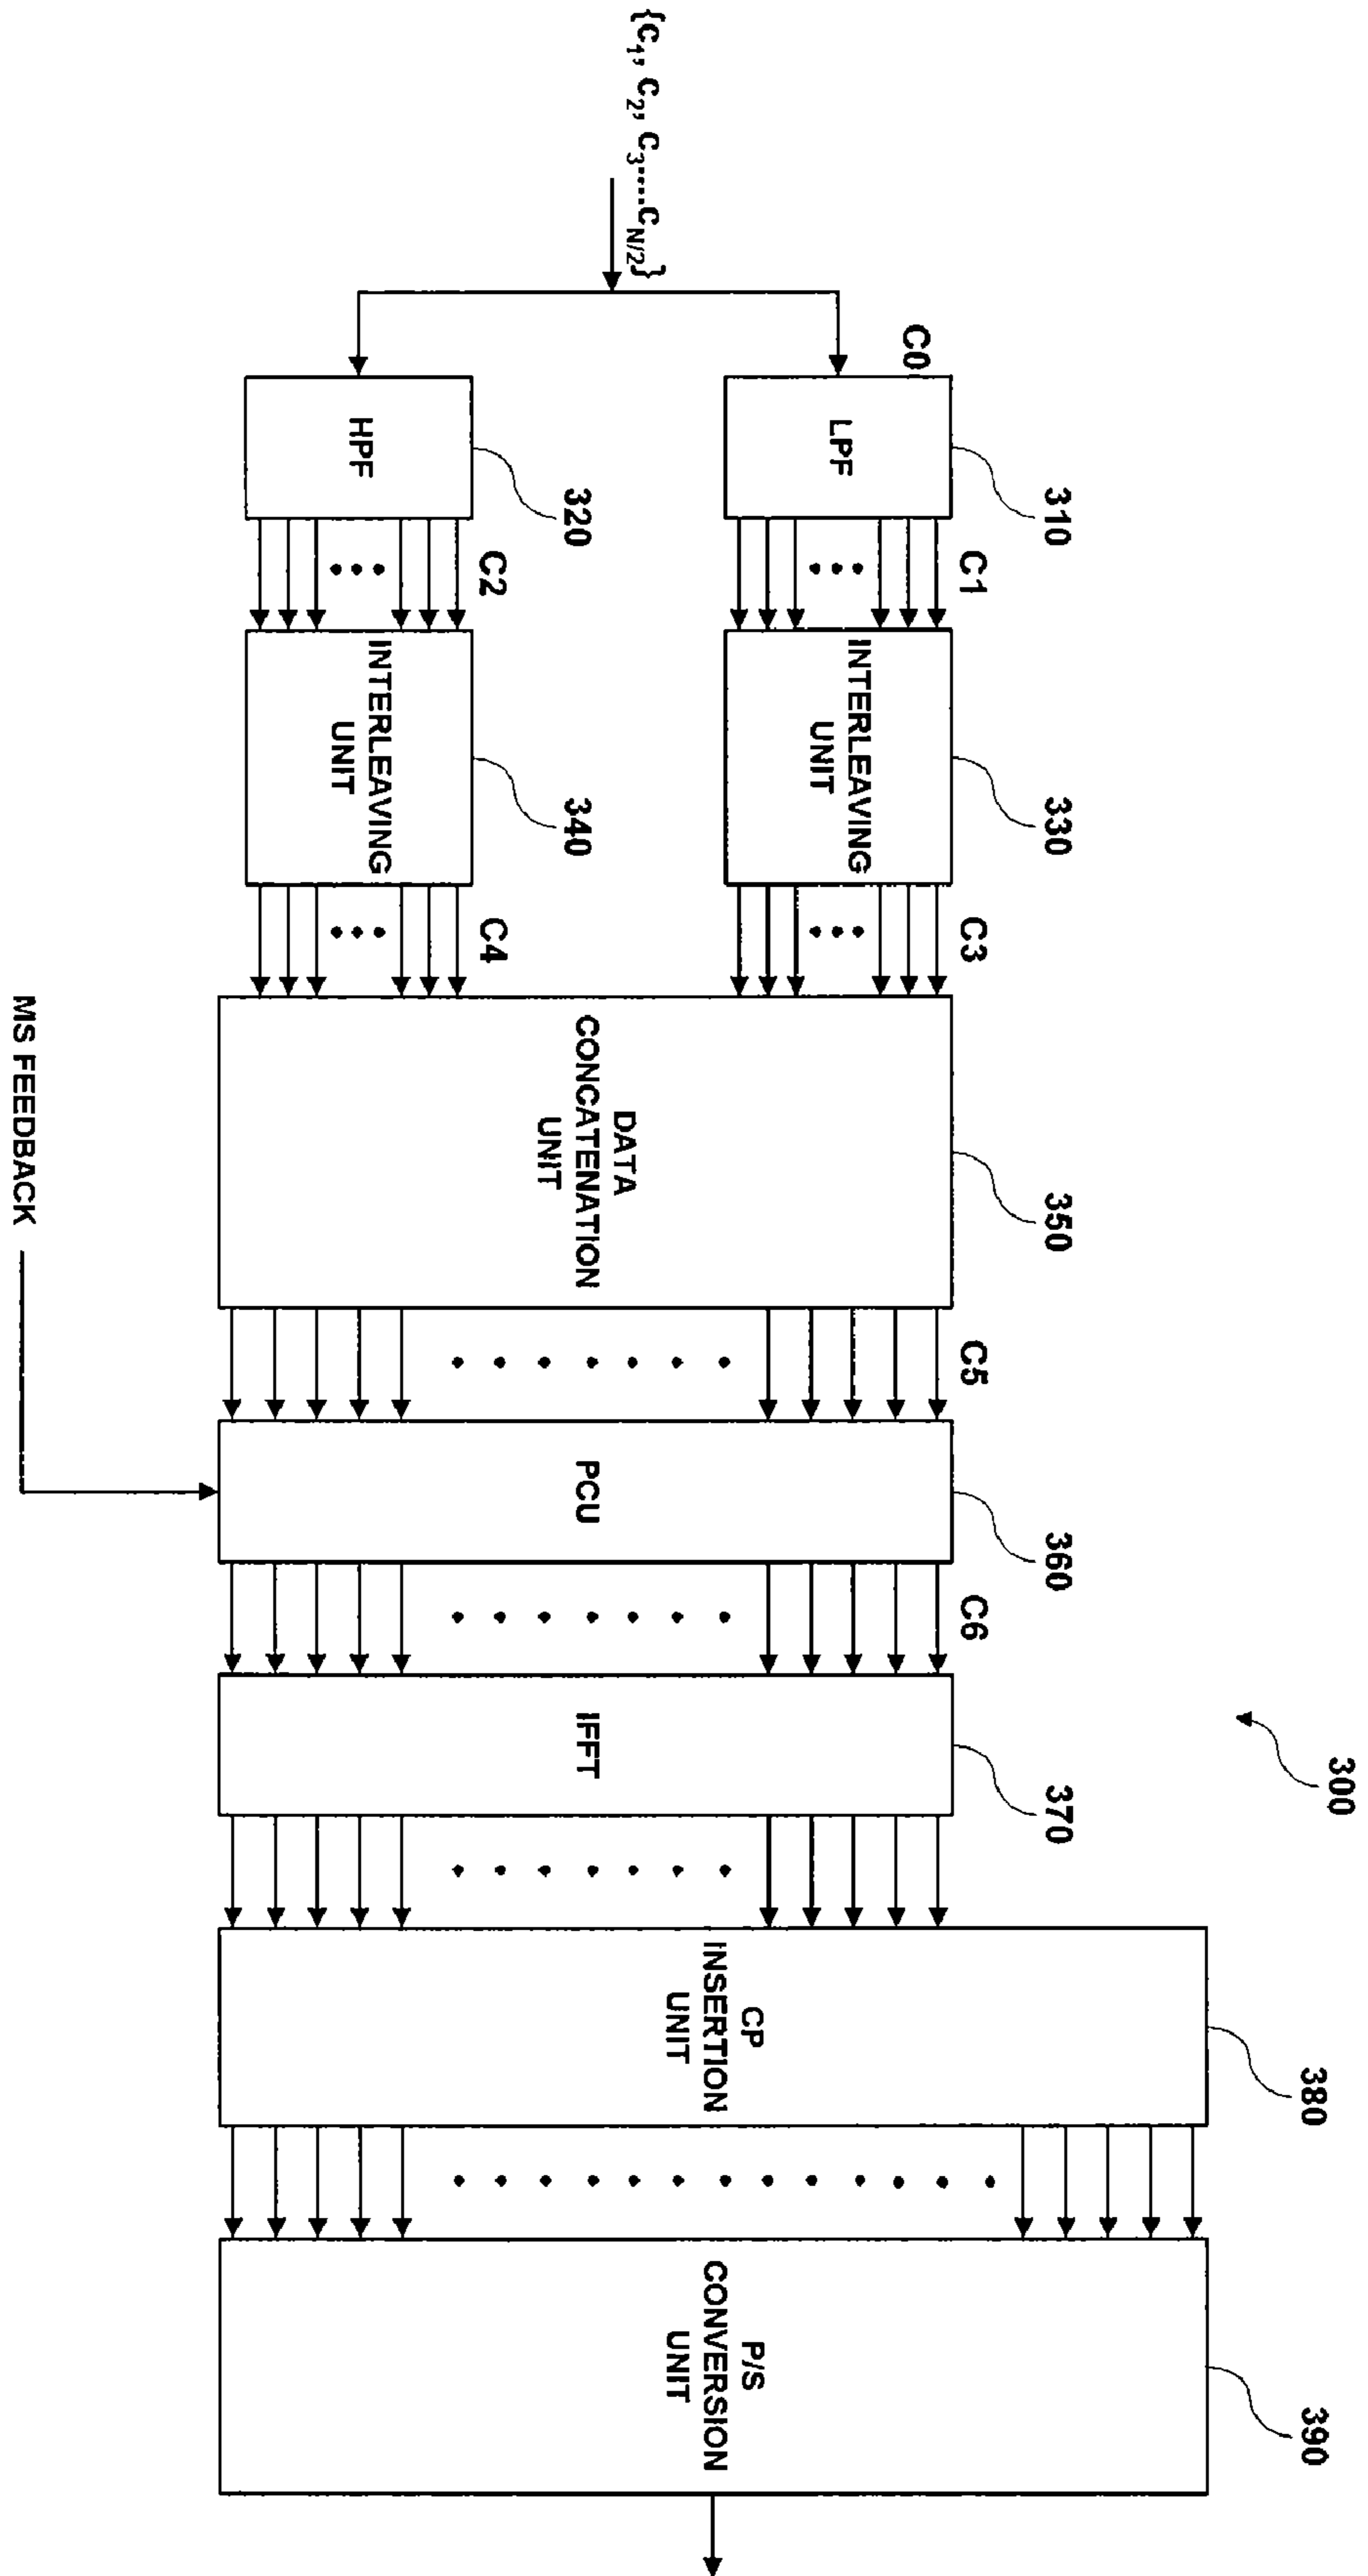 300
{C₁, C₂, C₃.....C_N/2}
C0
LPF
310
C1
INTERLEAVING
UNIT
330
C3
HPF
320
C2
INTERLEAVING
UNIT
340
C4
DATA
CONCATENATION
UNIT
350
C5
PCU
360
MS FEEDBACK
C6
IFFT
370
CP
INSERTION
UNIT
380
P/S
CONVERSION
UNIT
390